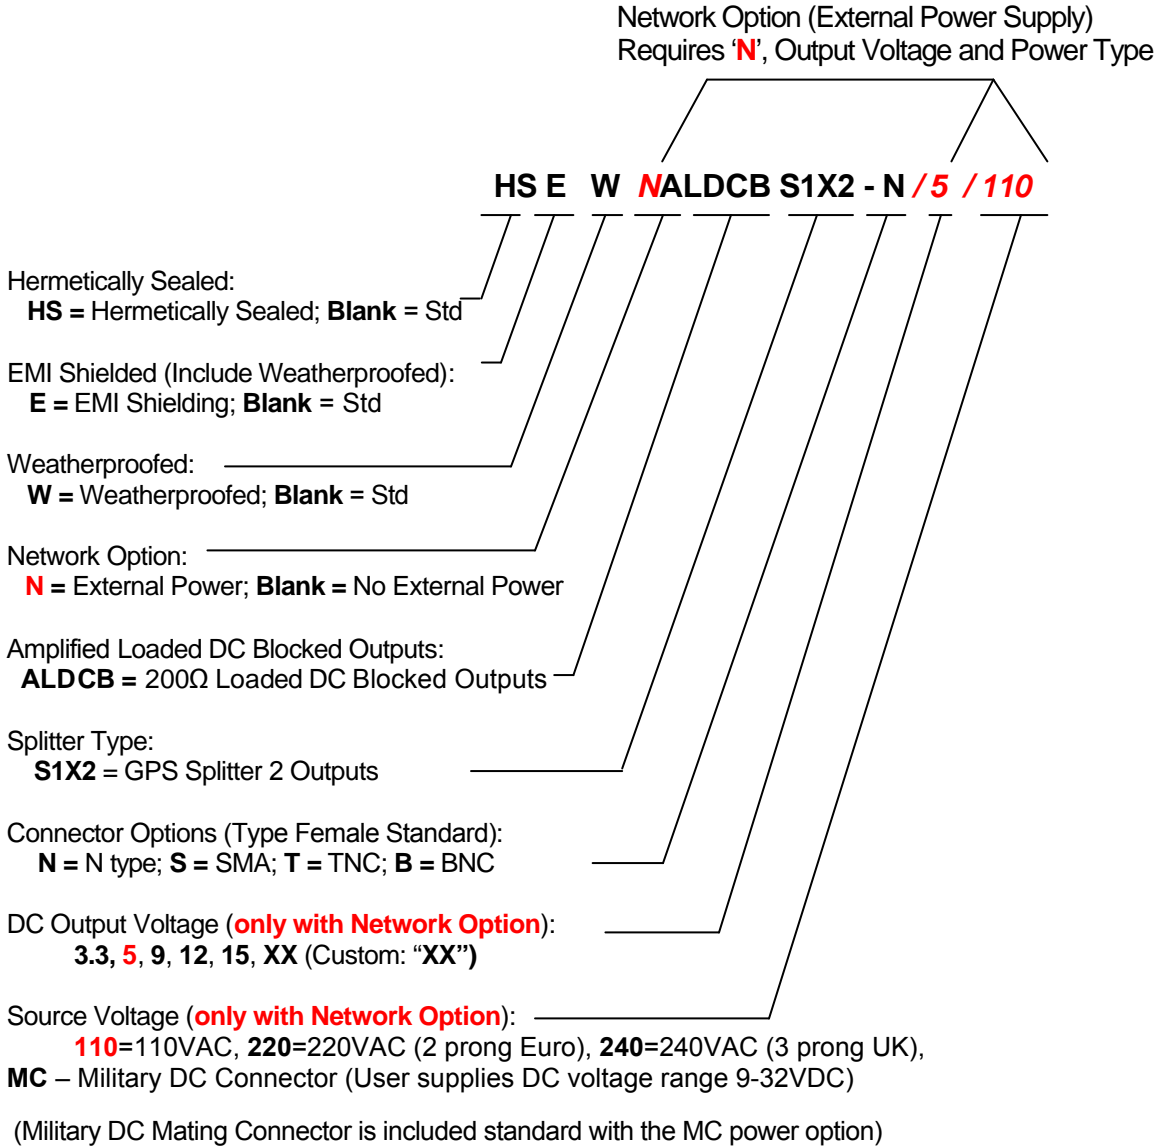 Network Option (External Power Supply)
Requires ‘N’, Output Voltage and Power Type
HS E W NALDCB S1X2 - N / 5 / 110
Hermetically Sealed:
HS = Hermetically Sealed; Blank = Std
EMI Shielded (Include Weatherproofed):
E = EMI Shielding; Blank = Std
Weatherproofed:
W = Weatherproofed; Blank = Std
Network Option:
N = External Power; Blank = No External Power
Amplified Loaded DC Blocked Outputs:
ALDCB = 200Ω Loaded DC Blocked Outputs
Splitter Type:
S1X2 = GPS Splitter 2 Outputs
Connector Options (Type Female Standard):
N = N type; S = SMA; T = TNC; B = BNC
DC Output Voltage (only with Network Option):
3.3, 5, 9, 12, 15, XX (Custom: “XX”)
Source Voltage (only with Network Option):
110=110VAC, 220=220VAC (2 prong Euro), 240=240VAC (3 prong UK),
MC – Military DC Connector (User supplies DC voltage range 9-32VDC)
(Military DC Mating Connector is included standard with the MC power option)